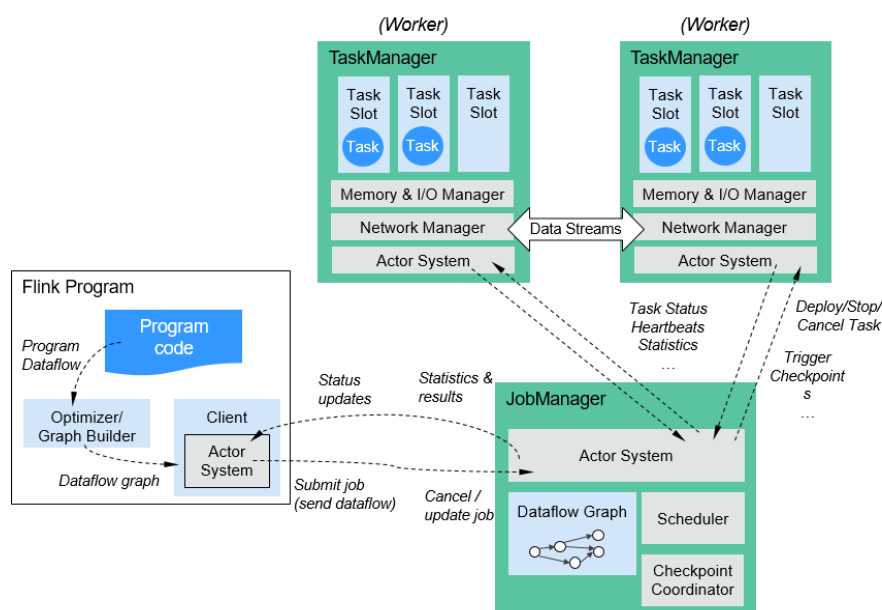 (Worker)
(Worker)
TaskManager
Task
Slot
Task
Task
Slot
Task
Task
Slot
Memory & I/O Manager
Network Manager
Actor System
Data Streams
TaskManager
Task
Slot
Task
Task
Slot
Task
Task
Slot
Memory & I/O Manager
Network Manager
Actor System
Flink Program
Program
code
Program
Dataflow
Optimizer/
Graph Builder
Dataflow graph
Client
Actor
System
Status
updates
Statistics &
results
Submit job
(send dataflow)
Cancel /
update job
Task Status
Heartbeats
Statistics
...
Deploy/Stop/
Cancel Task
Trigger
Checkpoint
s
...
JobManager
Actor System
Dataflow Graph
Scheduler
Checkpoint
Coordinator